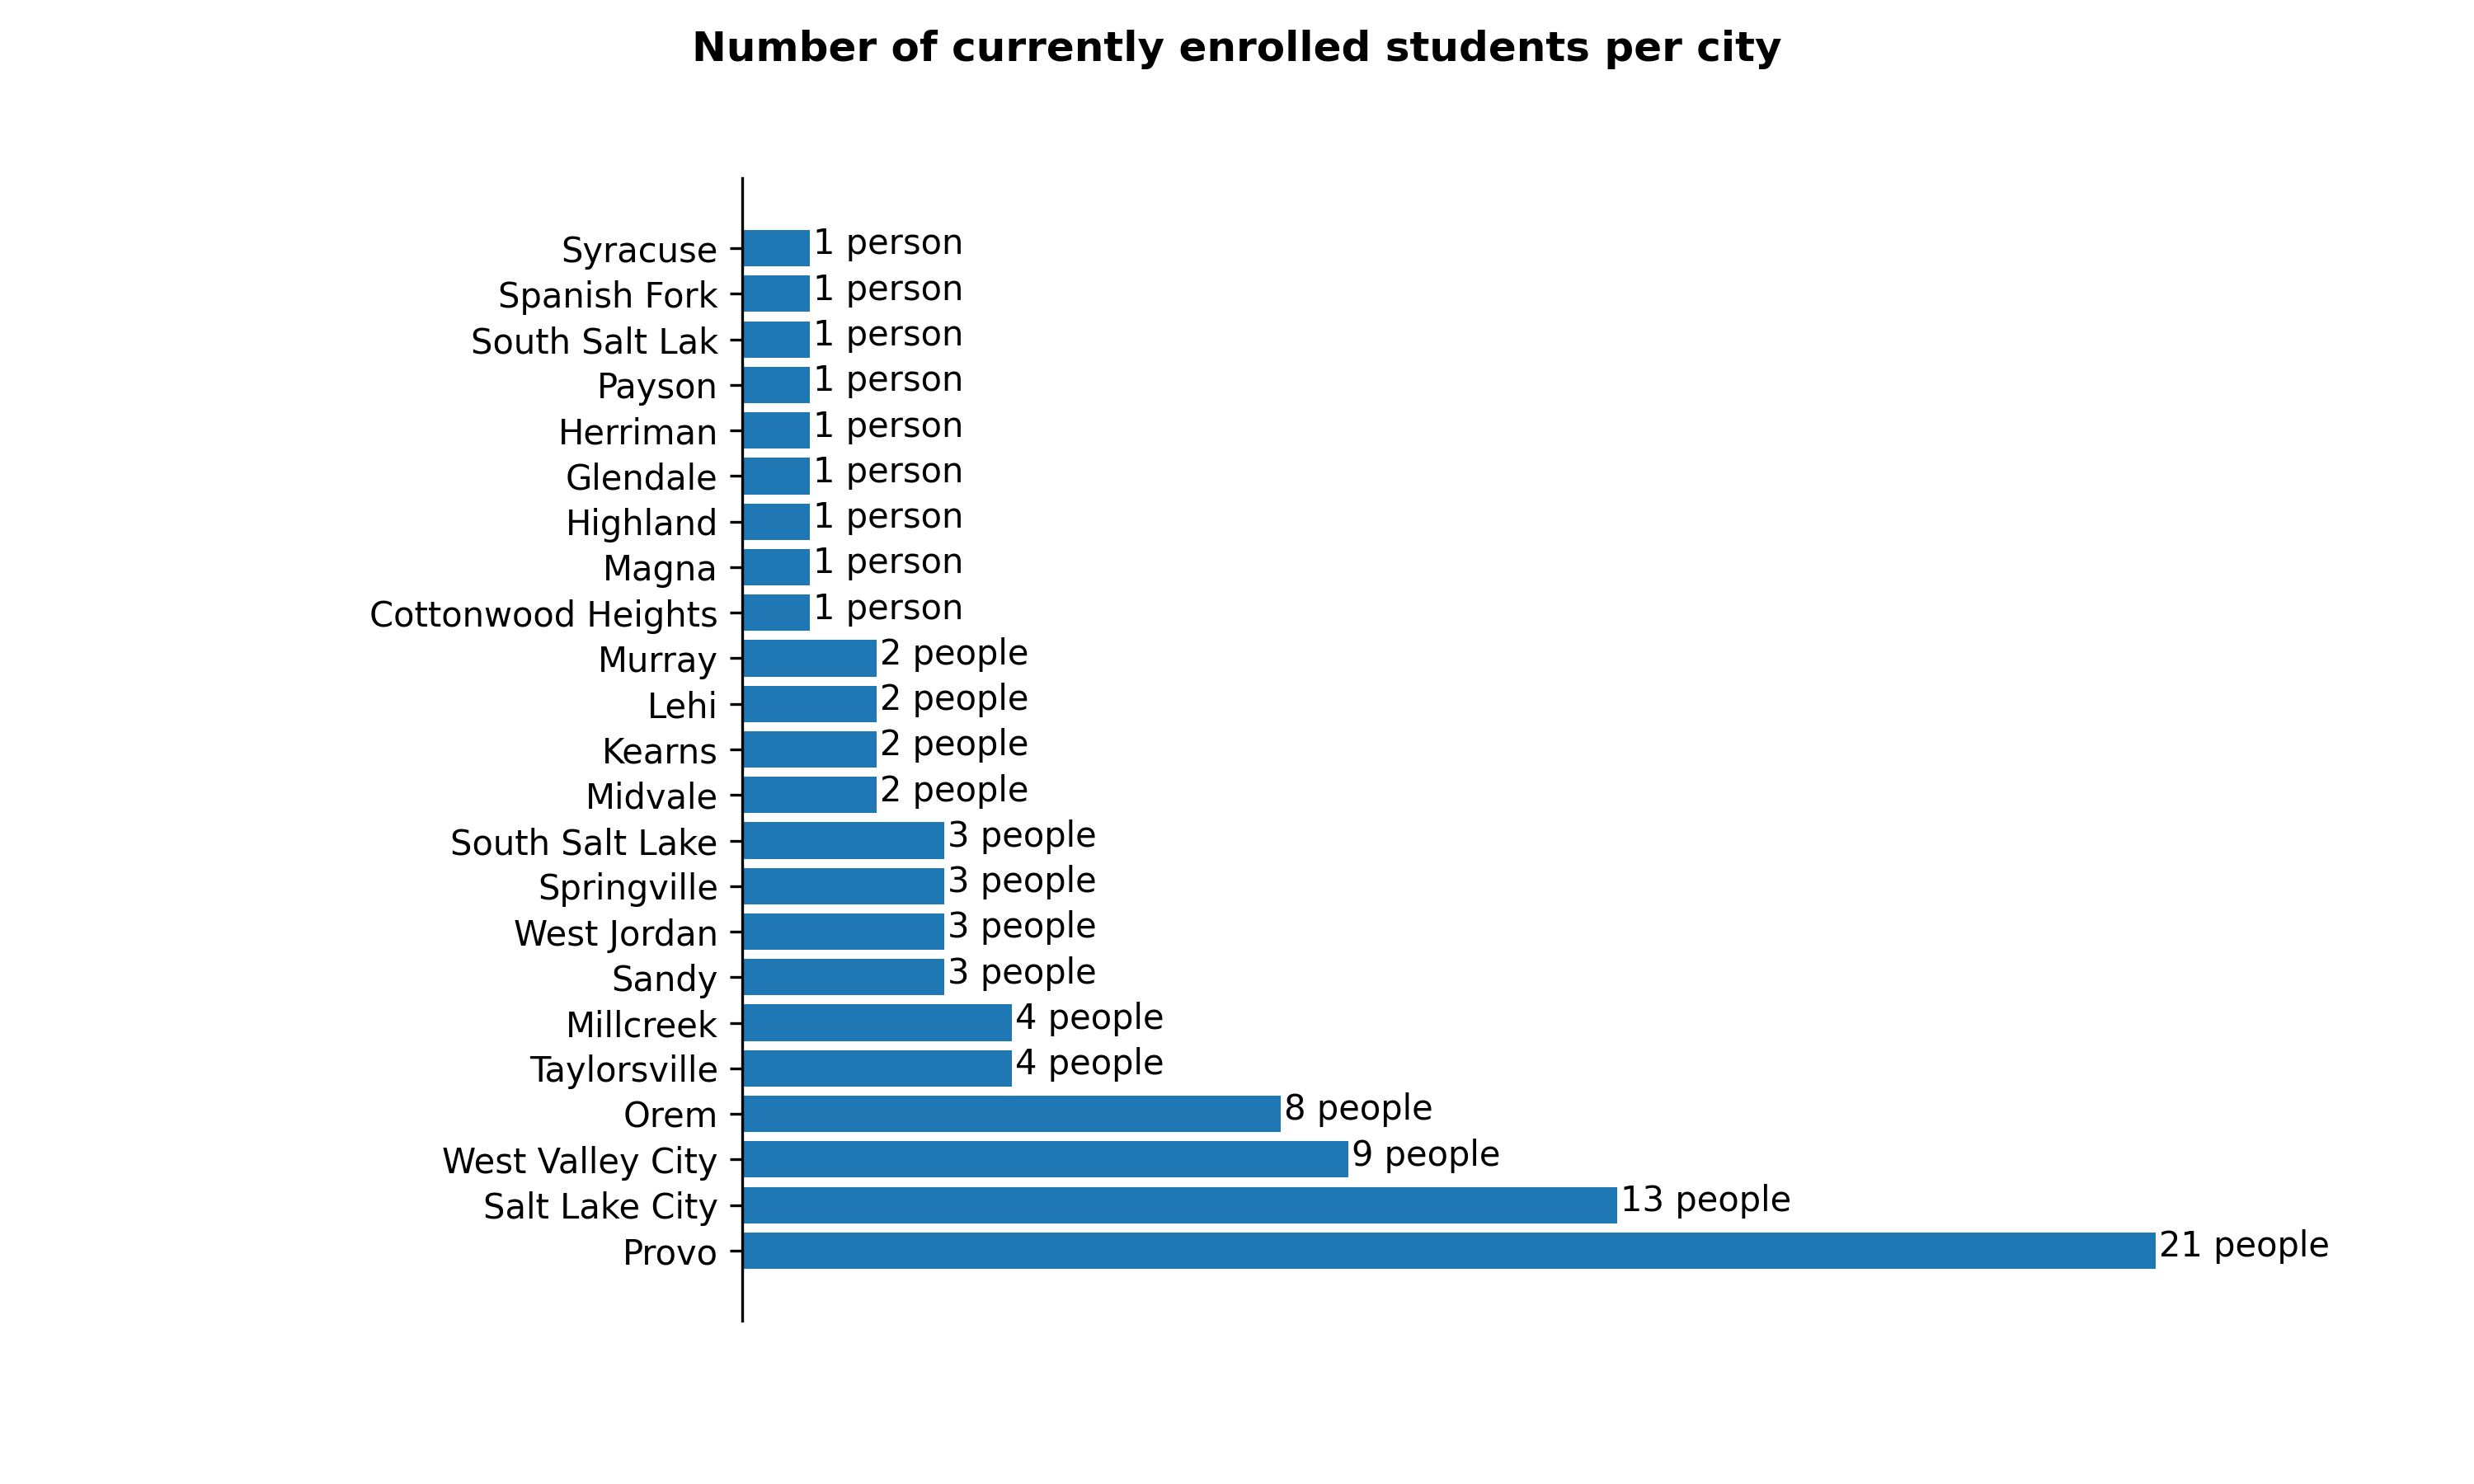 Number of currently enrolled students per city
Syracuse 1 person
Spanish Fork 1 person
South Salt Lak 1 person
Payson 1 person
Herriman 1 person
Glendale 1 person
Highland 1 person
Magna 1 person
Cottonwood Heights 1 person
Murray 2 people
Lehi 2 people
Kearns 2 people
Midvale 2 people
South Salt Lake 3 people
Springville 3 people
West Jordan 3 people
Sandy 3 people
Millcreek 4 people
Taylorsville 4 people
Orem 8 people
West Valley City 9 people
Salt Lake City 13 people
Provo 21 people